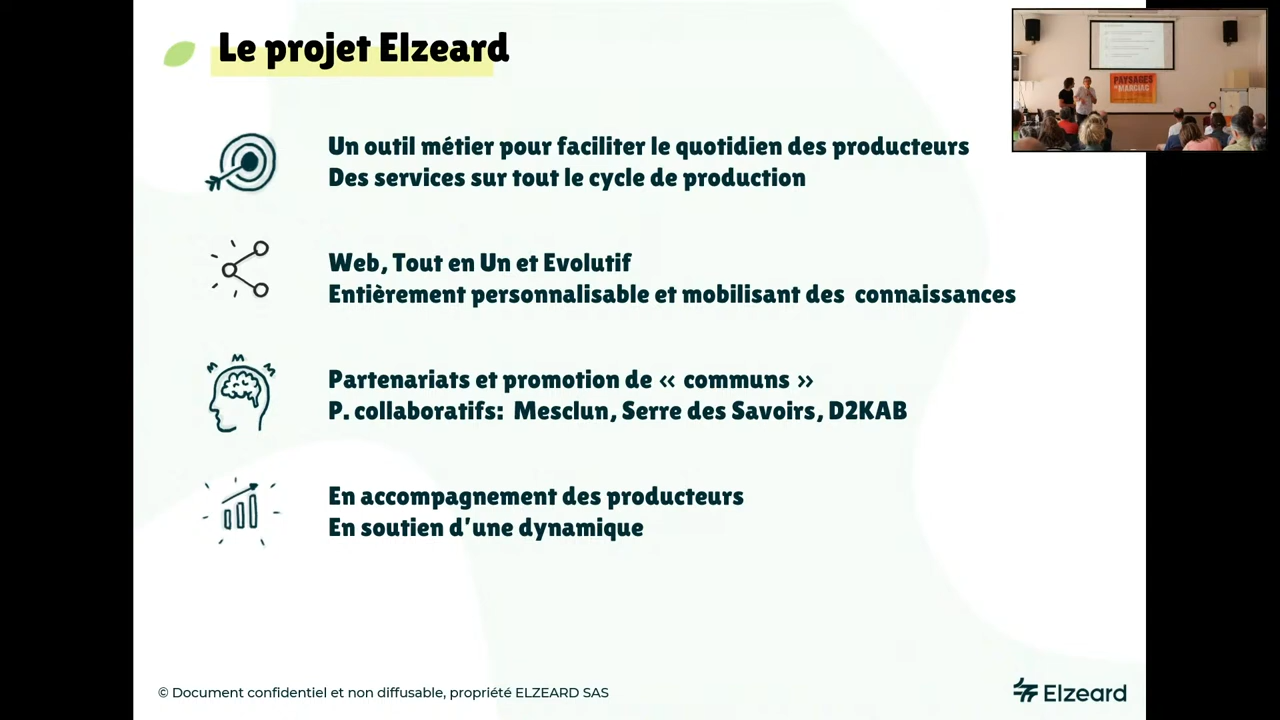 Le projet Elzeard
PAYSAGES
MARCIAC
Un outil métier pour faciliter le quotidien des producteurs
Des services sur tout le cycle de production
Web, Tout en Un et Evolutif
Entièrement personnalisable et mobilisant des connaissances
Partenariats et promotion de « communs »
P. collaboratifs: Mesclun, Serre des Savoirs, D2KAB
En accompagnement des producteurs
En soutien d'une dynamique
© Document confidentiel et non diffusable, propriété ELZEARD SAS
Elzeard